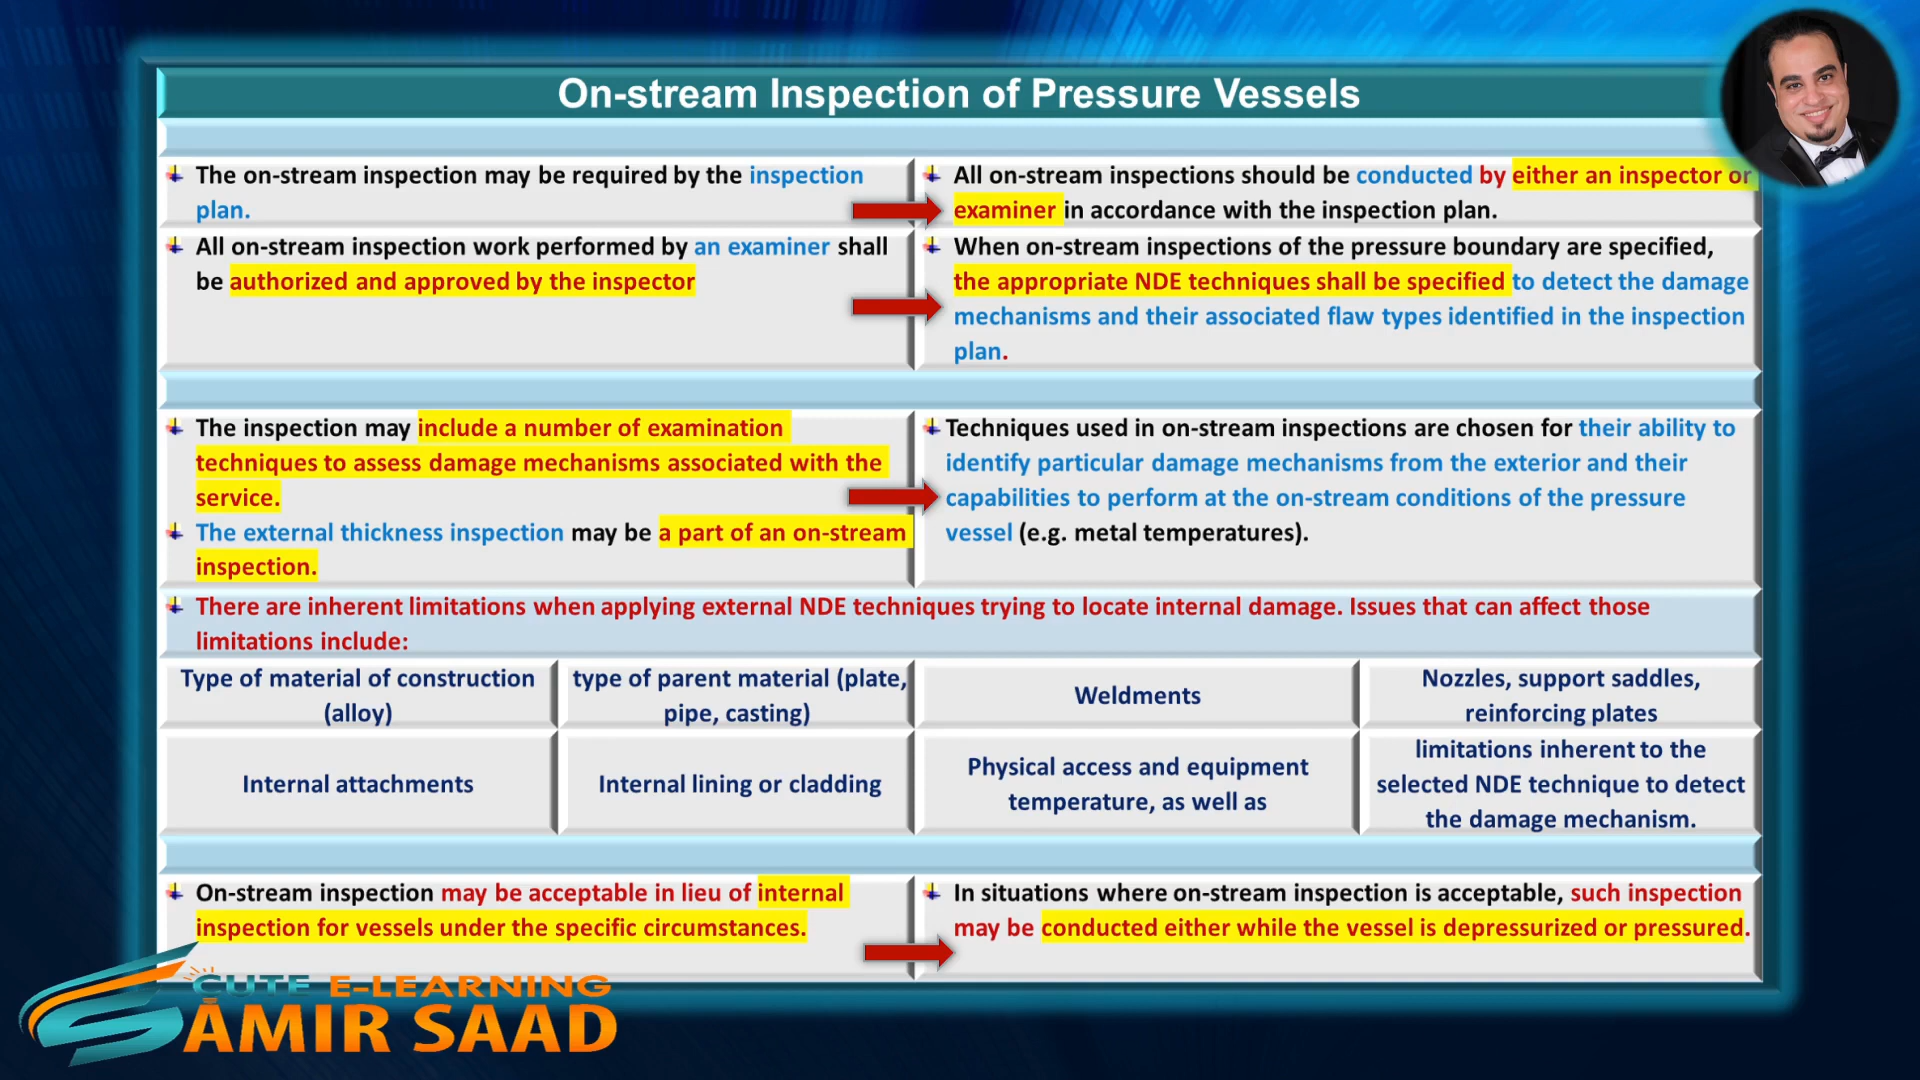 On-stream Inspection of Pressure Vessels
The on-stream inspection may be required by the inspection
plan.
All on-stream inspections should be conducted by either an inspector or
examiner in accordance with the inspection plan.
All on-stream inspection work performed by an examiner shall
be authorized and approved by the inspector
When on-stream inspections of the pressure boundary are specified,
the appropriate NDE techniques shall be specified to detect the damage
mechanisms and their associated flaw types identified in the inspection
plan.
The inspection may include a number of examination
techniques to assess damage mechanisms associated with the
service.
The external thickness inspection may be a part of an on-stream
inspection.
Techniques used in on-stream inspections are chosen for their ability to
identify particular damage mechanisms from the exterior and their
capabilities to perform at the on-stream conditions of the pressure
vessel (e.g. metal temperatures).
There are inherent limitations when applying external NDE techniques trying to locate internal damage. Issues that can affect those
limitations include:
Type of material of construction
(alloy)
type of parent material (plate,
pipe, casting)
Weldments
Nozzles, support saddles,
reinforcing plates
Internal attachments
Internal lining or cladding
Physical access and equipment
temperature, as well as
limitations inherent to the
selected NDE technique to detect
the damage mechanism.
On-stream inspection may be acceptable in lieu of internal
inspection for vessels under the specific circumstances.
In situations where on-stream inspection is acceptable, such inspection
may be conducted either while the vessel is depressurized or pressured.
CUTE E-LEARNING
AMIR SAAD